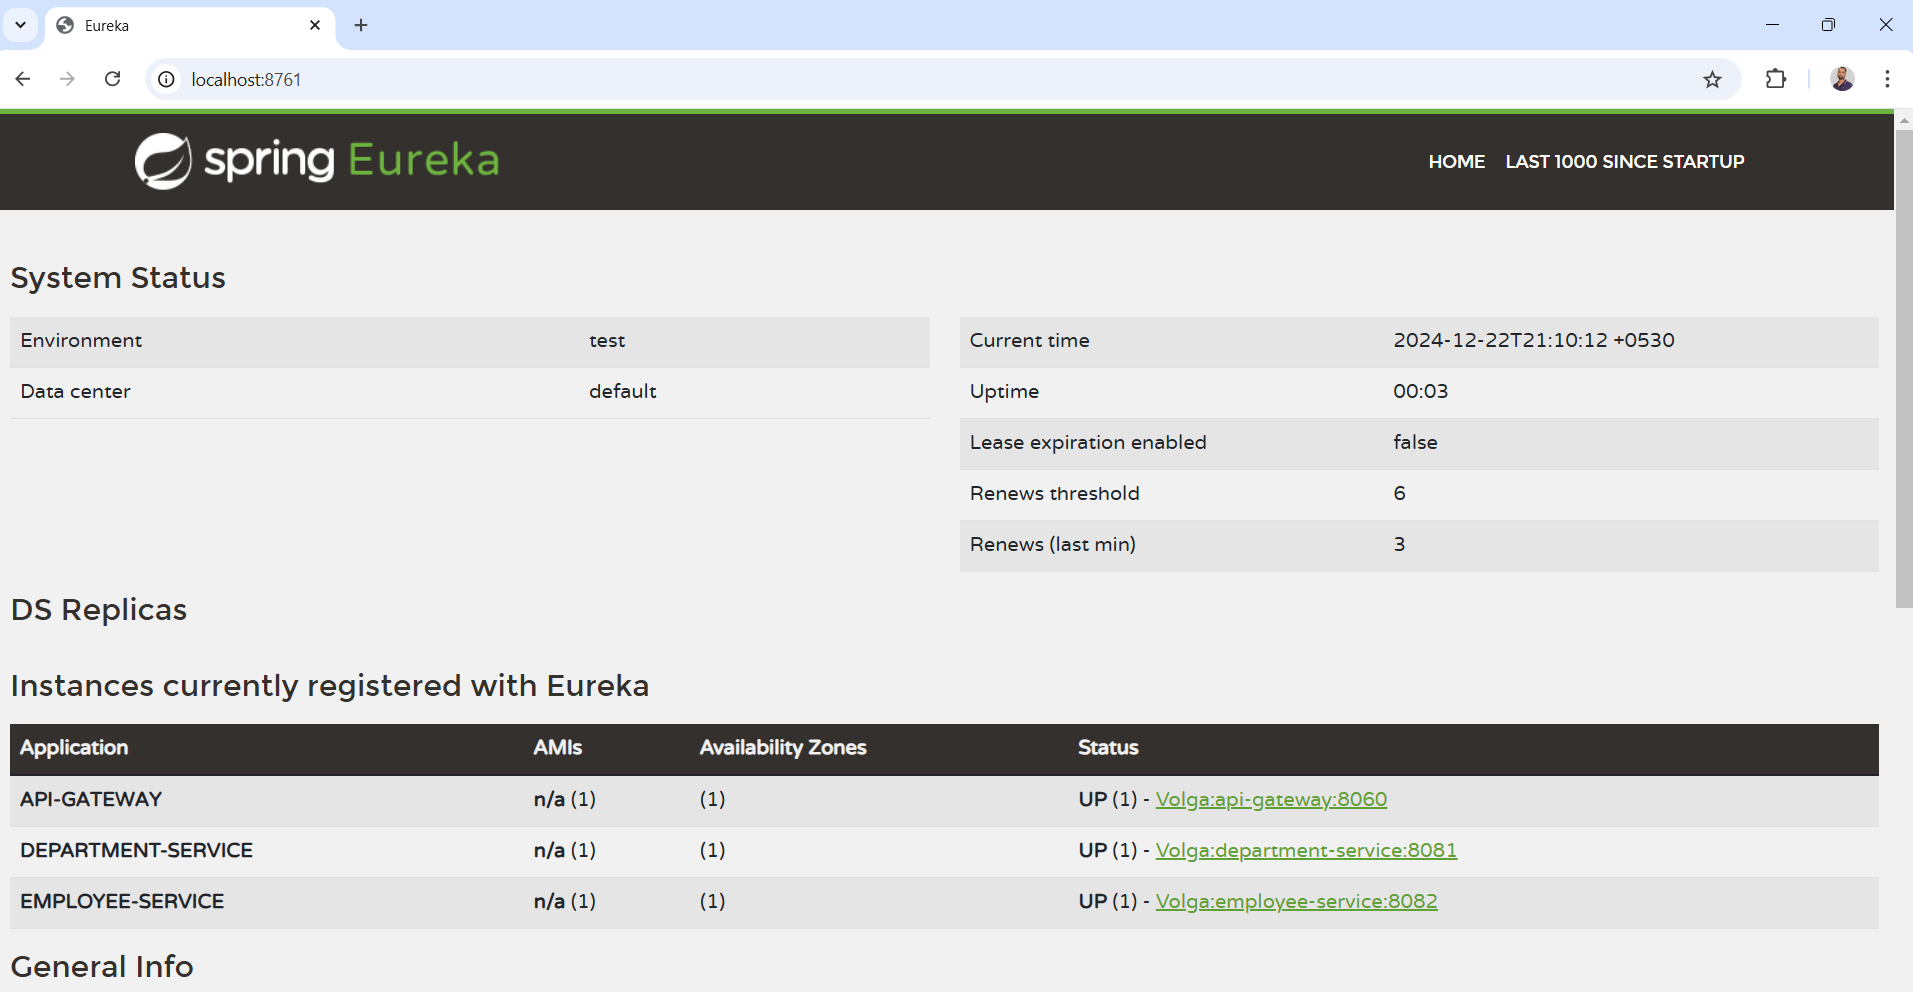 Eureka
localhost:8761
spring Eureka
HOME LAST 1000 SINCE STARTUP
System Status
Environment test
Data center default
Current time 2024-12-22T21:10:12 +0530
Uptime 00:03
Lease expiration enabled false
Renews threshold 6
Renews (last min) 3
DS Replicas
Instances currently registered with Eureka
Application AMIs Availability Zones Status
API-GATEWAY n/a (1) (1) UP (1) - Volga:api-gateway:8060
DEPARTMENT-SERVICE n/a (1) (1) UP (1) - Volga:department-service:8081
EMPLOYEE-SERVICE n/a (1) (1) UP (1) - Volga:employee-service:8082
General Info